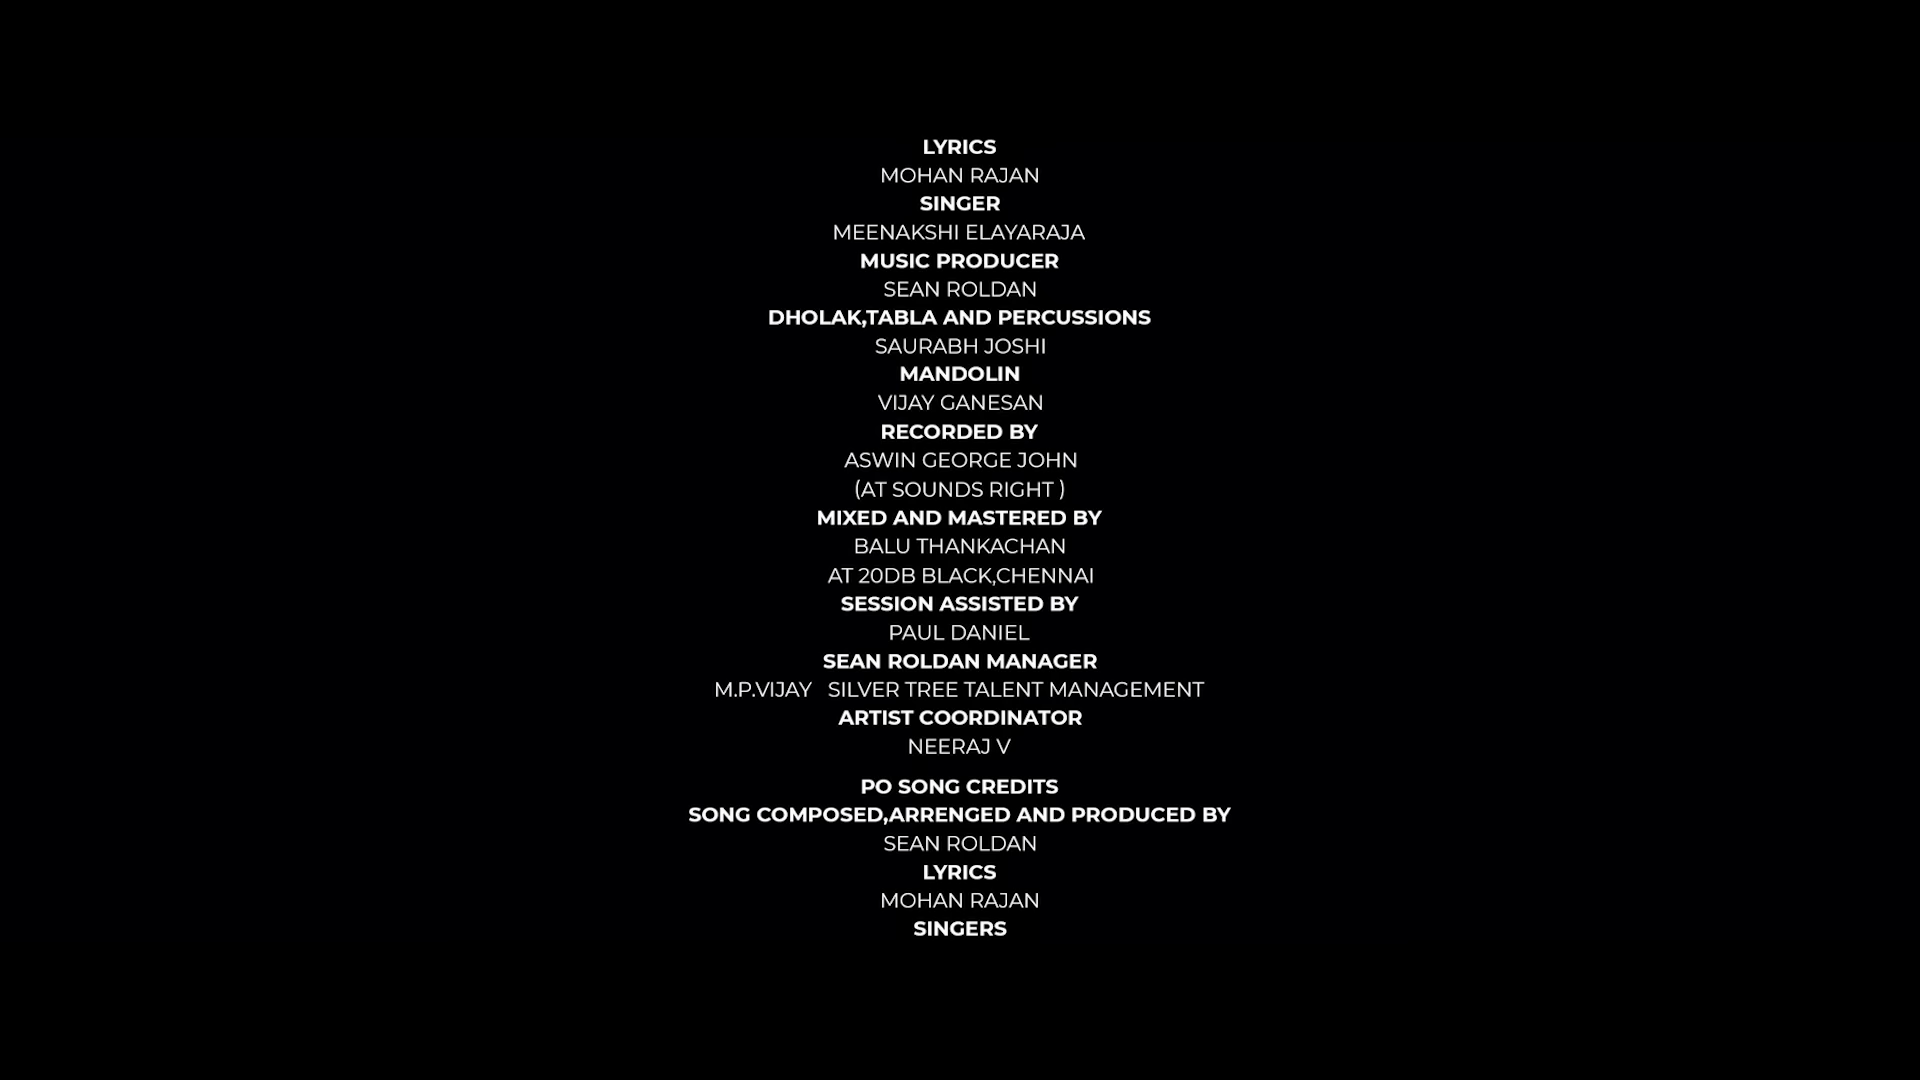 LYRICS
MOHAN RAJAN
SINGER
MEENAKSHI ELAYARAJA
MUSIC PRODUCER
SEAN ROLDAN
DHOLAK,TABLA AND PERCUSSIONS
SAURABH JOSHI
MANDOLIN
VIJAY GANESAN
RECORDED BY
ASWIN GEORGE JOHN
(AT SOUNDS RIGHT )
MIXED AND MASTERED BY
BALU THANKACHAN
AT 20DB BLACK,CHENNAI
SESSION ASSISTED BY
PAUL DANIEL
SEAN ROLDAN MANAGER
M.P.VIJAY   SILVER TREE TALENT MANAGEMENT
ARTIST COORDINATOR
NEERAJ V
PO SONG CREDITS
SONG COMPOSED,ARRENGED AND PRODUCED BY
SEAN ROLDAN
LYRICS
MOHAN RAJAN
SINGERS